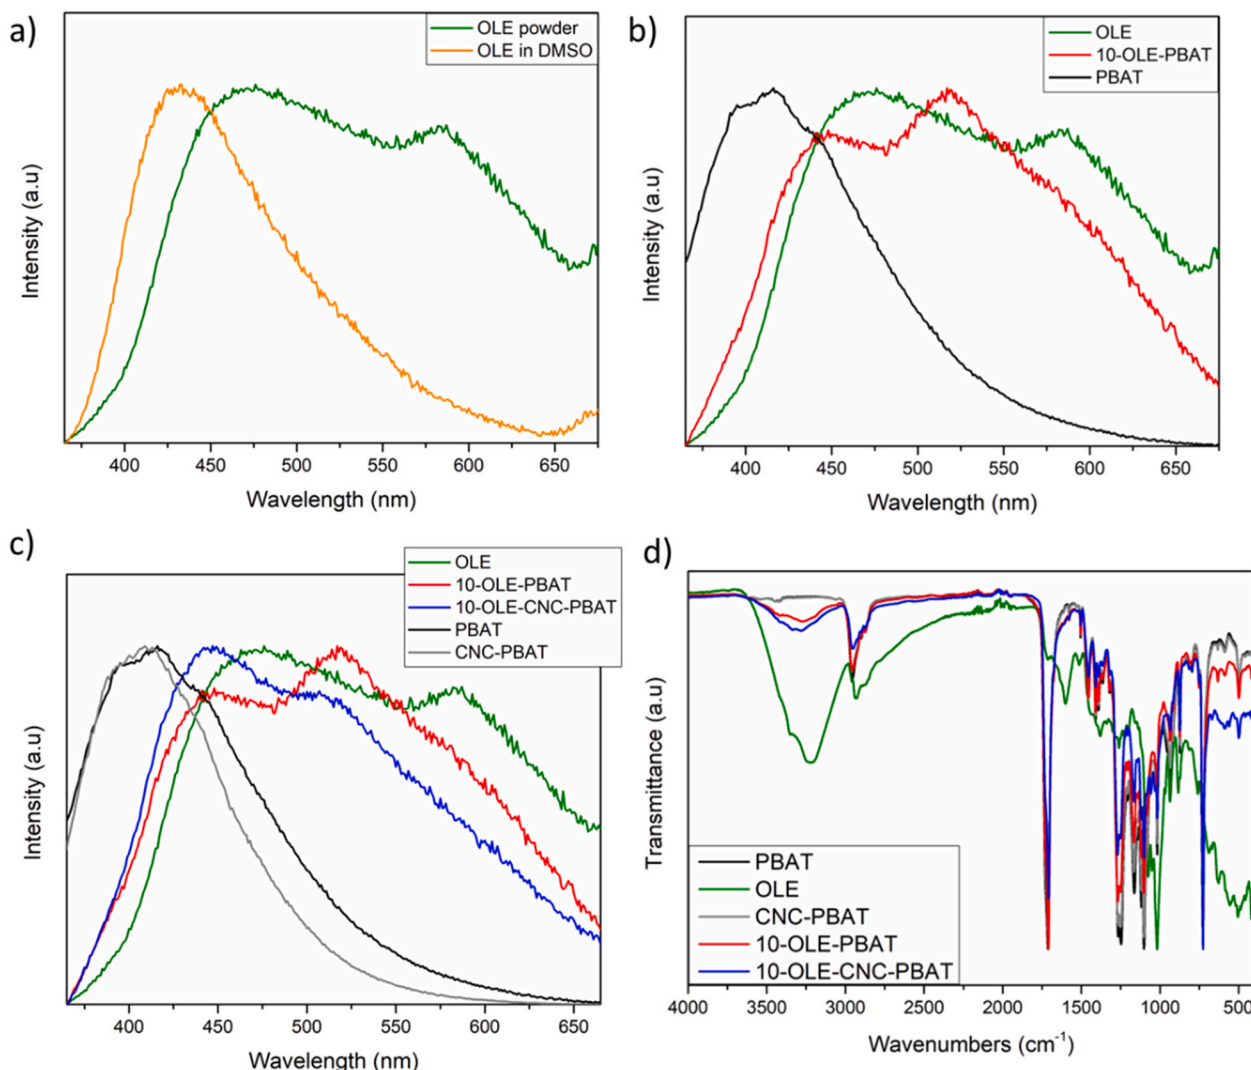 a)
OLE powder
OLE in DMSO
Intensity (a.u)
400 450 500 550 600 650
Wavelength (nm)
b)
OLE
10-OLE-PBAT
PBAT
Intensity (a.u)
400 450 500 550 600 650
Wavelength (nm)
c)
OLE
10-OLE-PBAT
10-OLE-CNC-PBAT
PBAT
CNC-PBAT
Intensity (a.u)
400 450 500 550 600 650
Wavelength (nm)
d)
Transmittance (a.u)
PBAT
OLE
CNC-PBAT
10-OLE-PBAT
10-OLE-CNC-PBAT
4000 3500 3000 2500 2000 1500 1000 500
Wavenumbers (cm⁻¹)